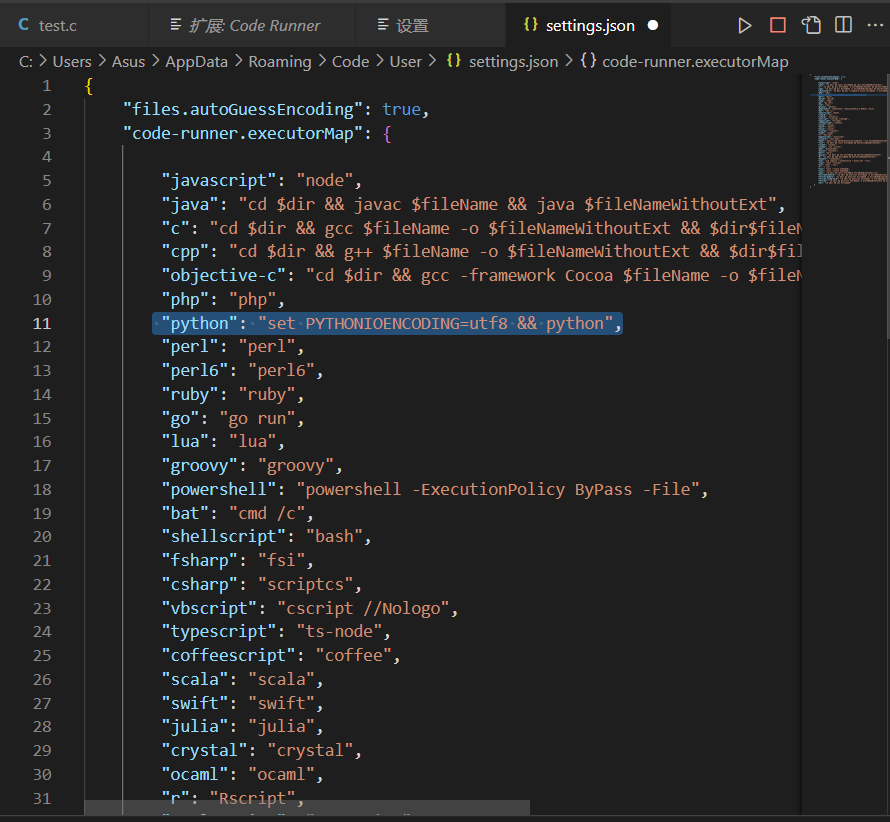 C test.c 扩展: Code Runner 设置 {} settings.json
C: > Users > Asus > AppData > Roaming > Code > User > {} settings.json > {} code-runner.executorMap
1 {
2 "files.autoGuessEncoding": true,
3 "code-runner.executorMap": {
4
5 "javascript": "node",
6 "java": "cd $dir && javac $fileName && java $fileNameWithoutExt",
7 "c": "cd $dir && gcc $fileName -o $fileNameWithoutExt && $dir$file
8 "cpp": "cd $dir && g++ $fileName -o $fileNameWithoutExt && $dir$fil
9 "objective-c": "cd $dir && gcc -framework Cocoa $fileName -o $file
10 "php": "php",
11 "python": "set PYTHONIOENCODING=utf8 && python",
12 "perl": "perl",
13 "perl6": "perl6",
14 "ruby": "ruby",
15 "go": "go run",
16 "lua": "lua",
17 "groovy": "groovy",
18 "powershell": "powershell -ExecutionPolicy ByPass -File",
19 "bat": "cmd /c",
20 "shellscript": "bash",
21 "fsharp": "fsi",
22 "csharp": "scriptcs",
23 "vbscript": "cscript //Nologo",
24 "typescript": "ts-node",
25 "coffeescript": "coffee",
26 "scala": "scala",
27 "swift": "swift",
28 "julia": "julia",
29 "crystal": "crystal",
30 "ocaml": "ocaml",
31 "r": "Rscript",